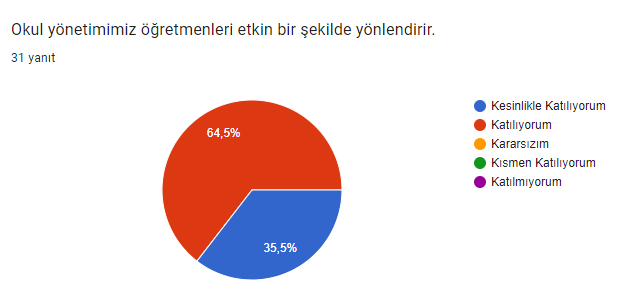 Okul yönetimimiz öğretmenleri etkin bir şekilde yönlendirir.
31 yanıt
64,5%
35,5%
Kesinlikle Katılıyorum
Katılıyorum
Kararsızım
Kısmen Katılıyorum
Katılmıyorum